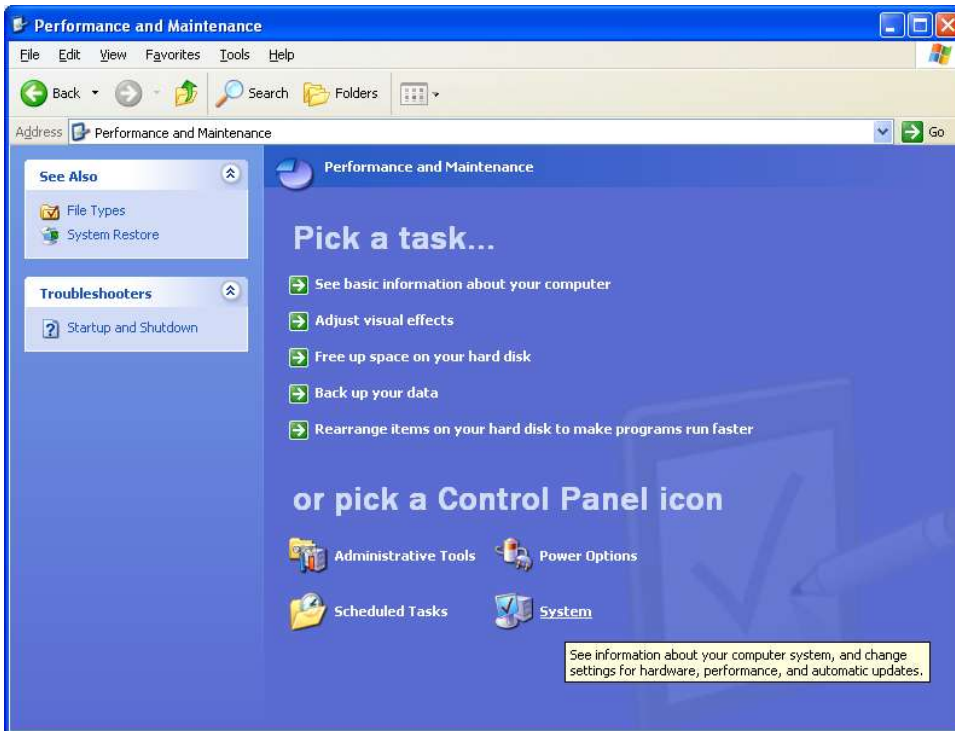 Performance and Maintenance
File Edit View Favorites Tools Help
Back Search Folders
Address Performance and Maintenance Go
See Also
File Types
System Restore
Troubleshooters
Startup and Shutdown
Performance and Maintenance
Pick a task...
See basic information about your computer
Adjust visual effects
Free up space on your hard disk
Back up your data
Rearrange items on your hard disk to make programs run faster
or pick a Control Panel icon
Administrative Tools Power Options
Scheduled Tasks System
See information about your computer system, and change
settings for hardware, performance, and automatic updates.